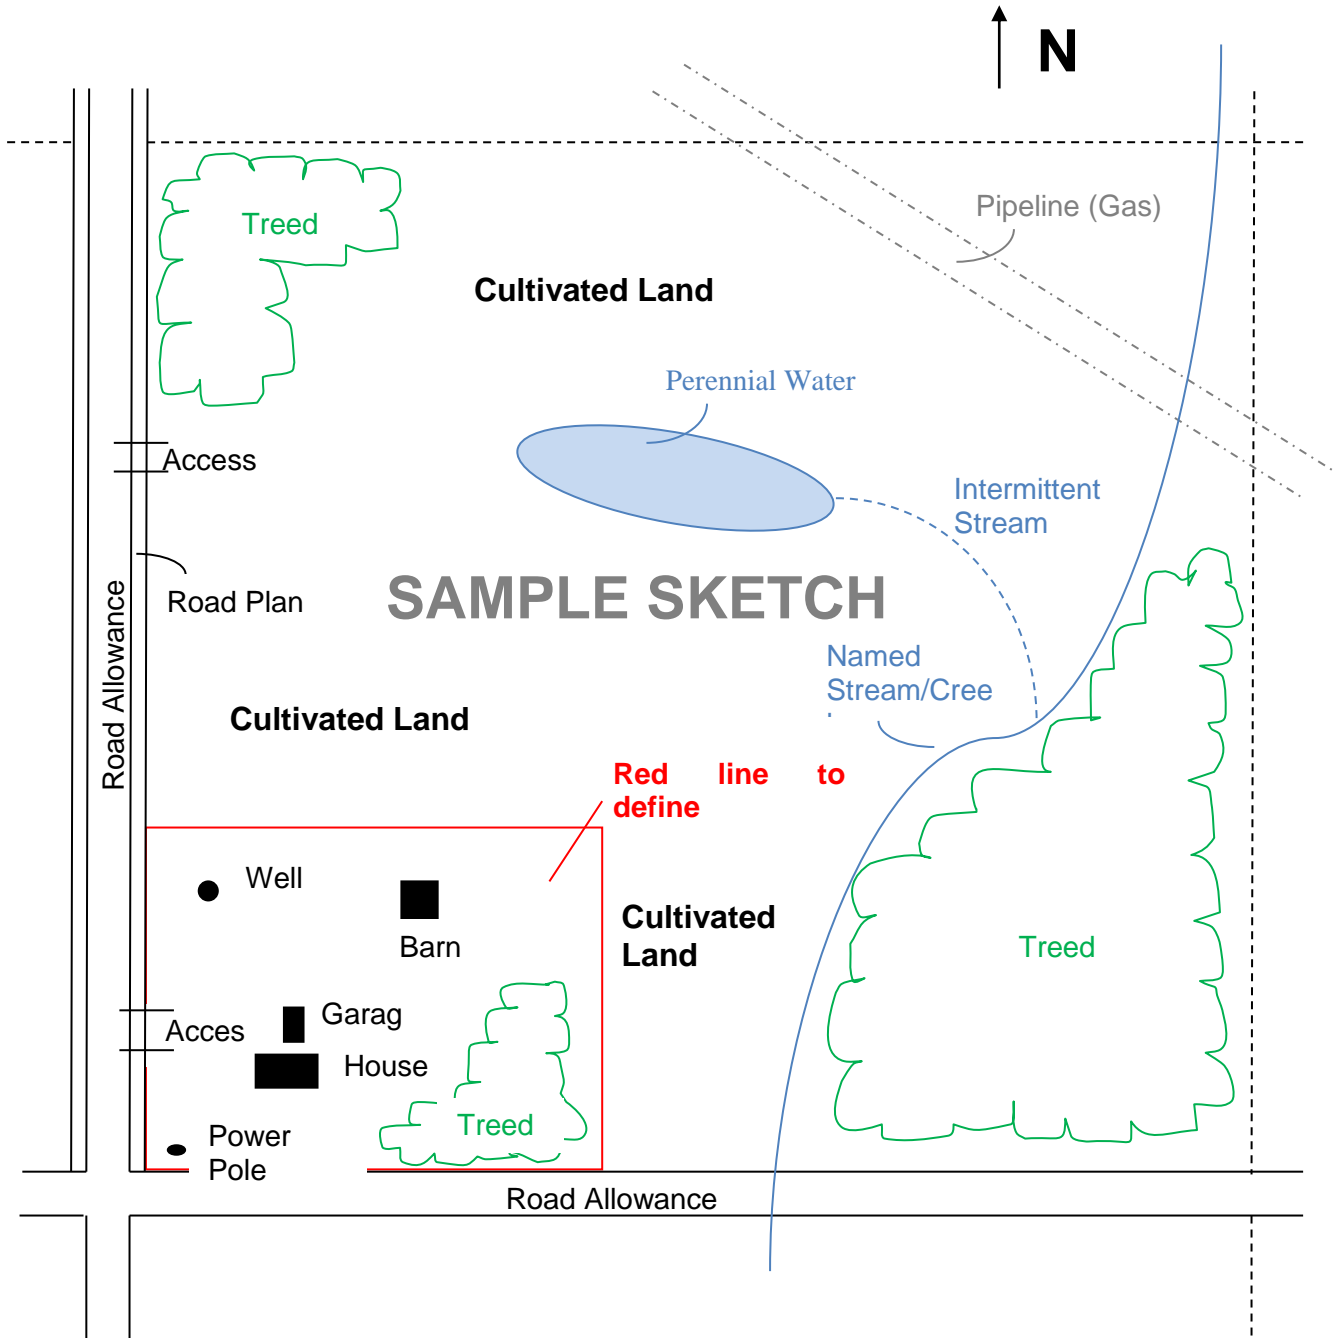 N
Pipeline (Gas)
Treed
Cultivated Land
Perennial Water
Access
Intermittent
Stream
Road Plan
SAMPLE SKETCH
Road Allowance
Named
Stream/Cree
Cultivated Land
Red line to
define
Well
Barn
Cultivated
Land
Treed
Garag
Acces
House
Treed
Power
Pole
Road Allowance